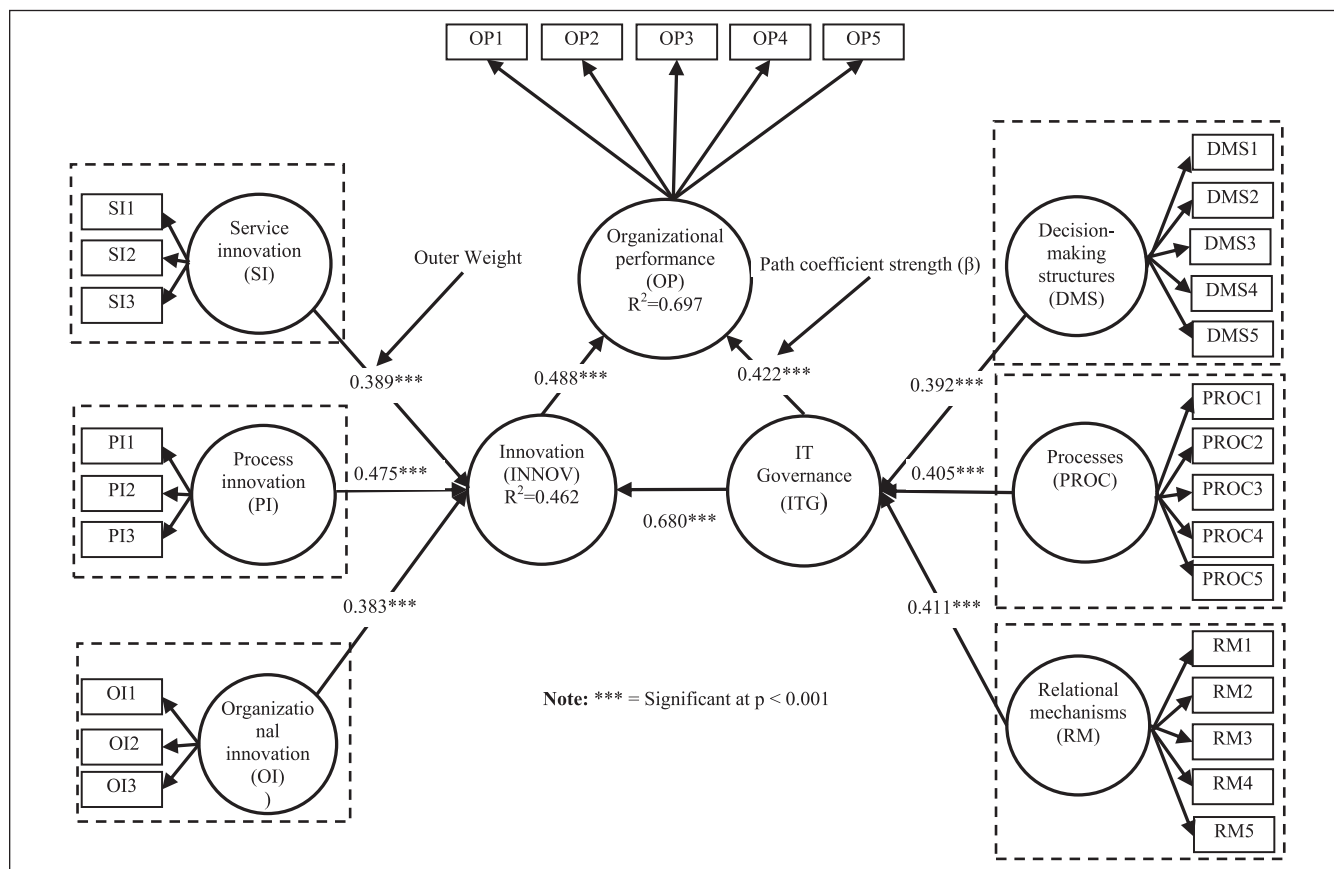 OP1
OP2
OP3
OP4
OP5
SI1
SI2
SI3
Service
innovation
(SI)
Outer Weight
Organizational
performance
(OP)
R²=0.697
Path coefficient strength (β)
Decision-
making
structures
(DMS)
DMS1
DMS2
DMS3
DMS4
DMS5
0.389***
0.488***
0.422***
0.392***
PI1
PI2
PI3
Process
innovation
(PI)
0.475***
Innovation
(INNOV)
R²=0.462
0.680***
IT
Governance
(ITG)
0.405***
Processes
(PROC)
PROC1
PROC2
PROC3
PROC4
PROC5
0.383***
0.411***
OI1
OI2
OI3
Organizatio
nal
innovation
(OI)
)
Note: *** = Significant at p < 0.001
Relational
mechanisms
(RM)
RM1
RM2
RM3
RM4
RM5